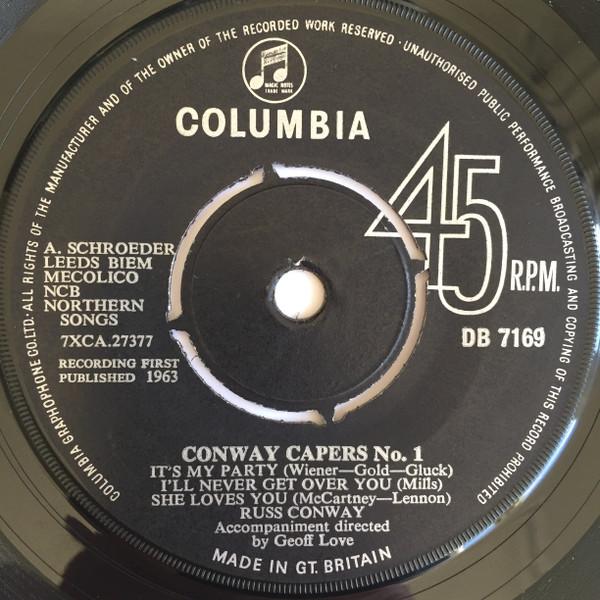 COLUMBIA GRAPHOPHONE CO. LTD. · ALL RIGHTS OF THE MANUFACTURER AND OF THE OWNER OF THE RECORDED WORK RESERVED · UNAUTHORISED PUBLIC PERFORMANCE BROADCASTING AND COPYING OF THIS RECORD PROHIBITED
MAGIC NOTES
TRADE MARK
COLUMBIA
45 R.P.M.
A. SCHROEDER
LEEDS BIEM
MECOLICO
NCB
NORTHERN
SONGS
7XCA.27377
RECORDING FIRST
PUBLISHED 1963
DB 7169
CONWAY CAPERS No. 1
IT'S MY PARTY (Wiener—Gold—Gluck)
I'LL NEVER GET OVER YOU (Mills)
SHE LOVES YOU (McCartney—Lennon)
RUSS CONWAY
Accompaniment directed
by Geoff Love
MADE IN GT. BRITAIN